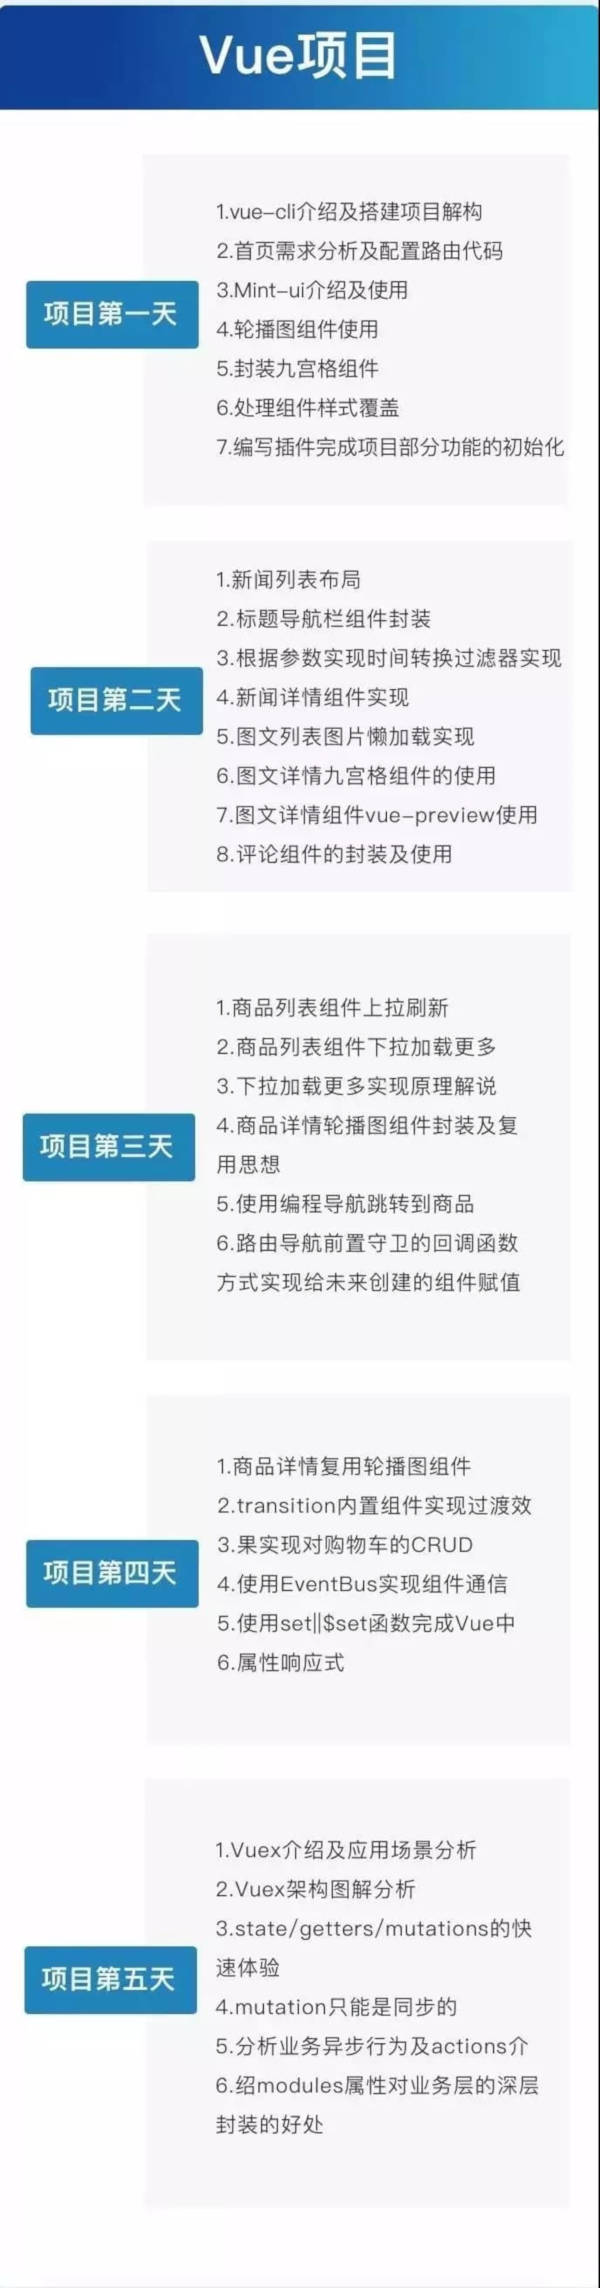 Vue项目
项目第一天
1.vue-cli介绍及搭建项目解构
2.首页需求分析及配置路由代码
3.Mint-ui介绍及使用
4.轮播图组件使用
5.封装九宫格组件
6.处理组件样式覆盖
7.编写插件完成项目部分功能的初始化
项目第二天
1.新闻列表布局
2.标题导航栏组件封装
3.根据参数实现时间转换过滤器实现
4.新闻详情组件实现
5.图文列表图片懒加载实现
6.图文详情九宫格组件的使用
7.图文详情组件vue-preview使用
8.评论组件的封装及使用
项目第三天
1.商品列表组件上拉刷新
2.商品列表组件下拉加载更多
3.下拉加载更多实现原理解说
4.商品详情轮播图组件封装及复
用思想
5.使用编程导航跳转到商品
6.路由导航前置守卫的回调函数
方式实现给未来创建的组件赋值
项目第四天
1.商品详情复用轮播图组件
2.transition内置组件实现过渡效
3.果实现对购物车的CRUD
4.使用EventBus实现组件通信
5.使用set||$set函数完成Vue中
6.属性响应式
项目第五天
1.Vuex介绍及应用场景分析
2.Vuex架构图解分析
3.state/getters/mutations的快
速体验
4.mutation只能是同步的
5.分析业务异步行为及actions介
6.绍modules属性对业务层的深层
封装的好处